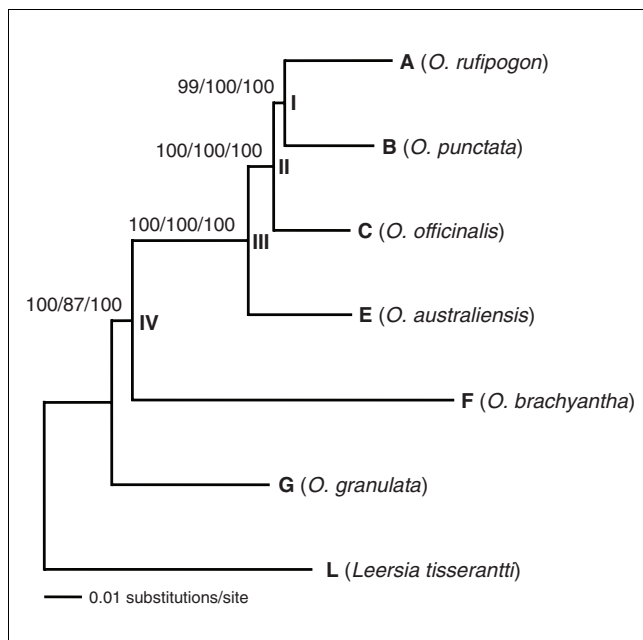 A (O. rufipogon)
99/100/100
I
B (O. punctata)
100/100/100
II
C (O. officinalis)
100/100/100
III
E (O. australiensis)
100/87/100
IV
F (O. brachyantha)
G (O. granulata)
L (Leersia tisserantti)
0.01 substitutions/site